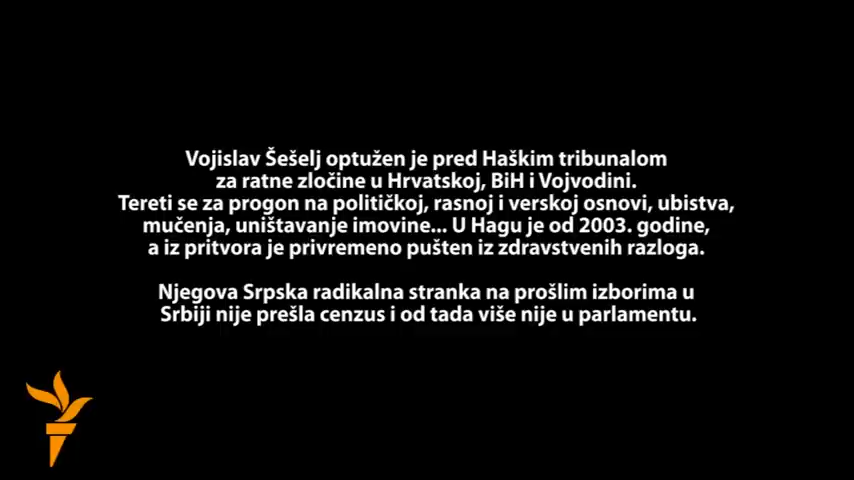 Vojislav Šešelj optužen je pred Haškim tribunalom
za ratne zločine u Hrvatskoj, BiH i Vojvodini.
Tereti se za progon na političkoj, rasnoj i verskoj osnovi, ubistva,
mučenja, uništavanje imovine... U Hagu je od 2003. godine,
a iz pritvora je privremeno pušten iz zdravstvenih razloga.
Njegova Srpska radikalna stranka na prošlim izborima u
Srbiji nije prešla cenzus i od tada više nije u parlamentu.